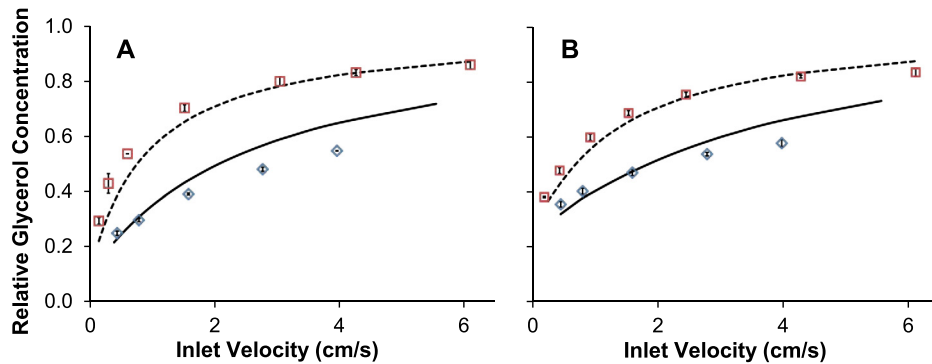 A
B
Relative Glycerol Concentration
1.0
0.8
0.6
0.4
0.2
0.0
0 2 4 6
0 2 4 6
Inlet Velocity (cm/s)
Inlet Velocity (cm/s)